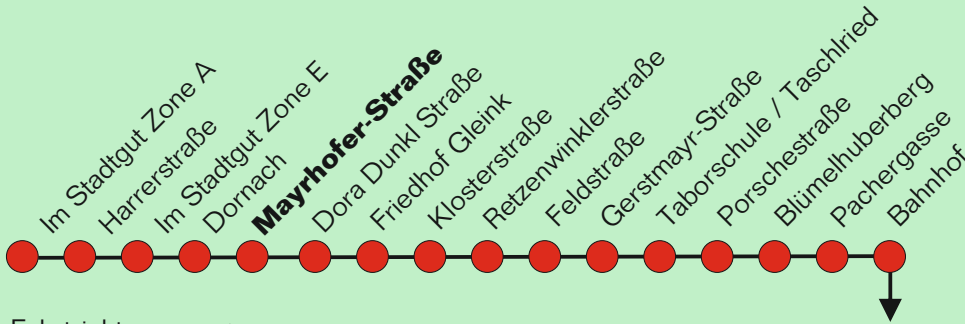 Im Stadtgut Zone A
Harrerstraße
Im Stadtgut Zone E
Dornach
Mayrhofer-Straße
Dora Dunkl Straße
Friedhof Gleink
Klosterstraße
Retzenwinklerstraße
Feldstraße
Gerstmayr-Straße
Taborschule / Taschlried
Porschestraße
Blümelhuberberg
Pachergasse
Bahnhof